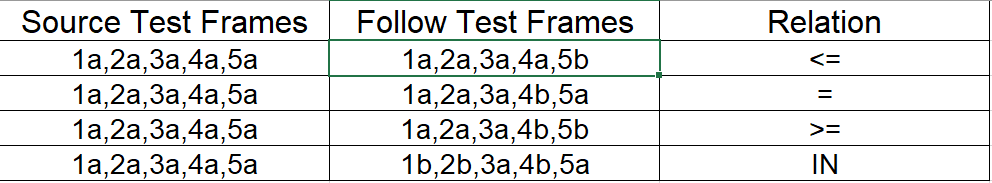 Source Test Frames Follow Test Frames Relation
1a,2a,3a,4a,5a 1a,2a,3a,4a,5b <=
1a,2a,3a,4a,5a 1a,2a,3a,4b,5a =
1a,2a,3a,4a,5a 1a,2a,3a,4b,5b >=
1a,2a,3a,4a,5a 1b,2b,3a,4b,5a IN